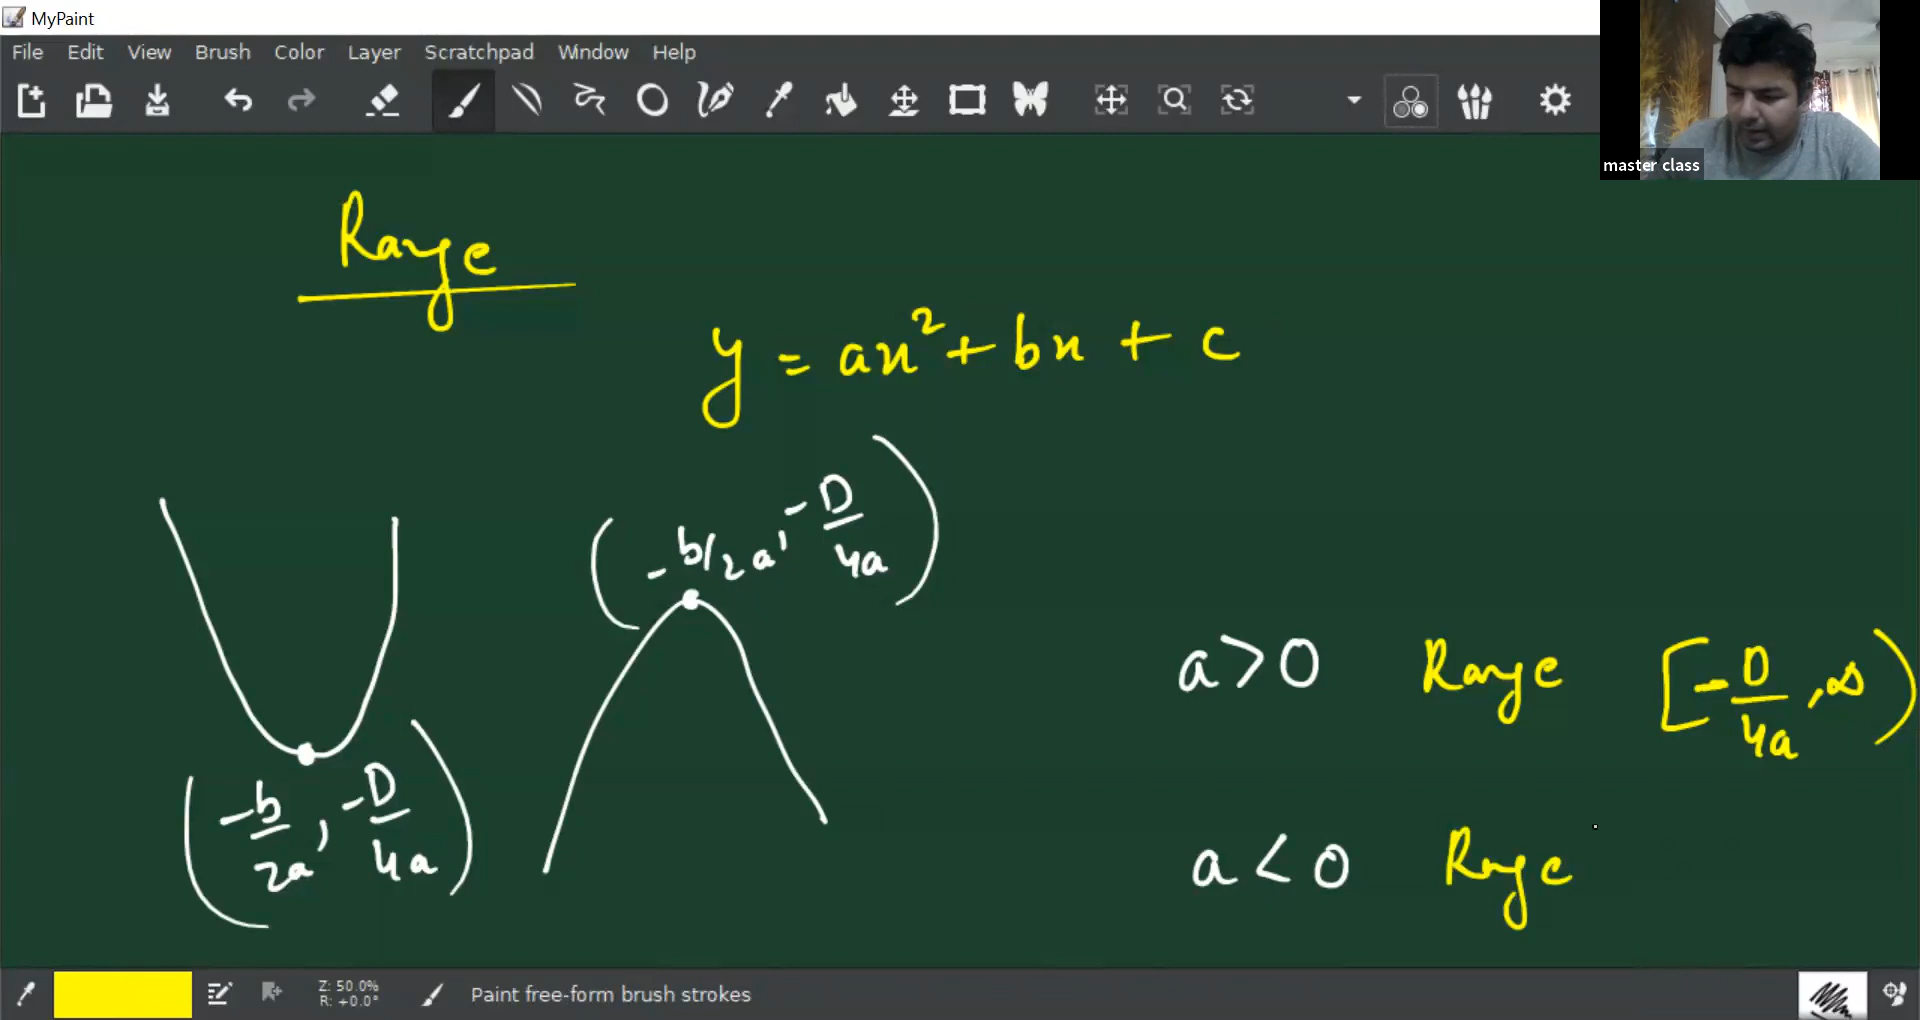 MyPaint
File Edit View Brush Color Layer Scratchpad Window Help
master class
Range
y = ax² + bx + c
(-b/2a, -D/4a)
(-b/2a, -D/4a)
a>0 Range [-D/4a, ∞)
a<0 Range
Z: 50.0%
R: +0.0°
Paint free-form brush strokes